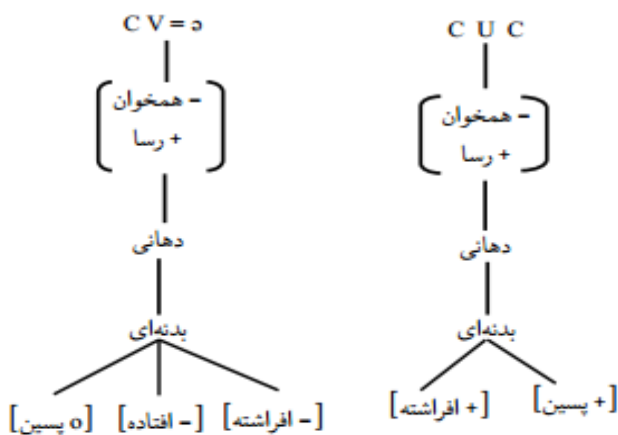 C V = ə
- همخوان
+ رسا
دهانی
بدنه‌ای
[- افراشته] [- افتاده] [o پسین]
C U C
- همخوان
+ رسا
دهانی
بدنه‌ای
[+ پسین] [+ افراشته]